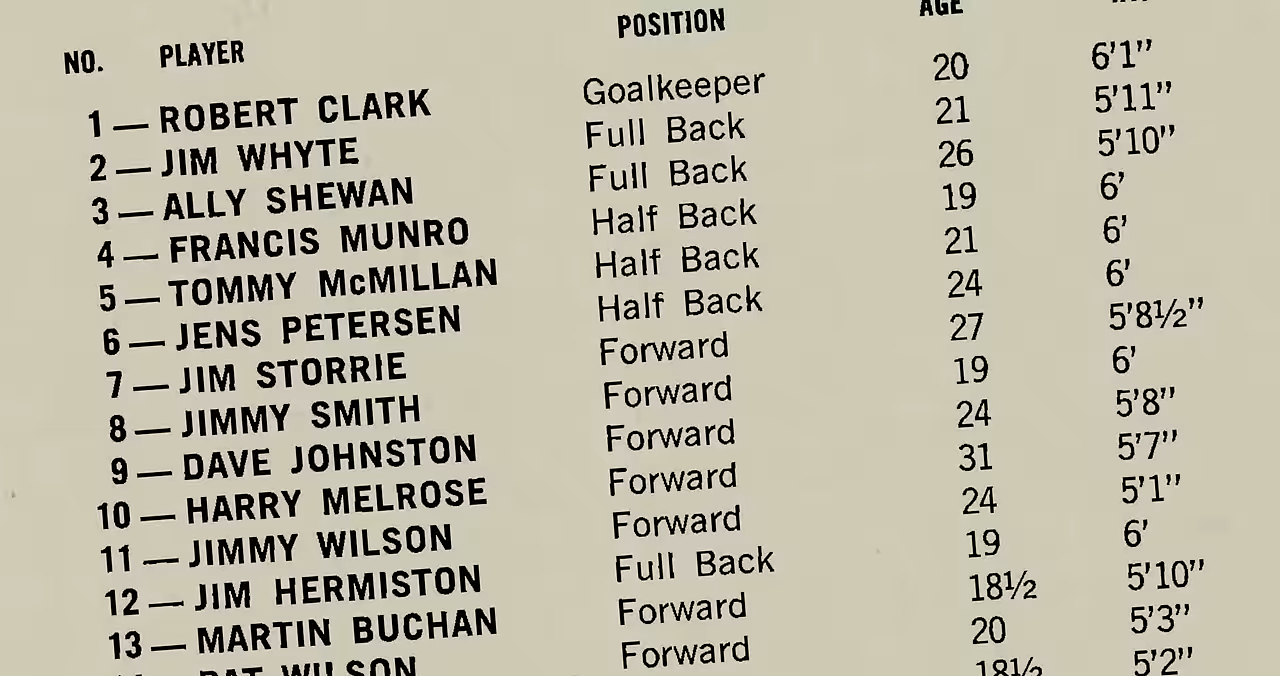 NO. PLAYER POSITION AGE
1 — ROBERT CLARK Goalkeeper 20 6'1"
2 — JIM WHYTE Full Back 21 5'11"
3 — ALLY SHEWAN Full Back 26 5'10"
4 — FRANCIS MUNRO Half Back 19 6'
5 — TOMMY McMILLAN Half Back 21 6'
6 — JENS PETERSEN Half Back 24 6'
7 — JIM STORRIE Forward 27 5'8½"
8 — JIMMY SMITH Forward 19 6'
9 — DAVE JOHNSTON Forward 24 5'8"
10 — HARRY MELROSE Forward 31 5'7"
11 — JIMMY WILSON Forward 24 5'1"
12 — JIM HERMISTON Full Back 19 6'
13 — MARTIN BUCHAN Forward 18½ 5'10"
— PAT WILSON Forward 20 5'3"
18½ 5'2"